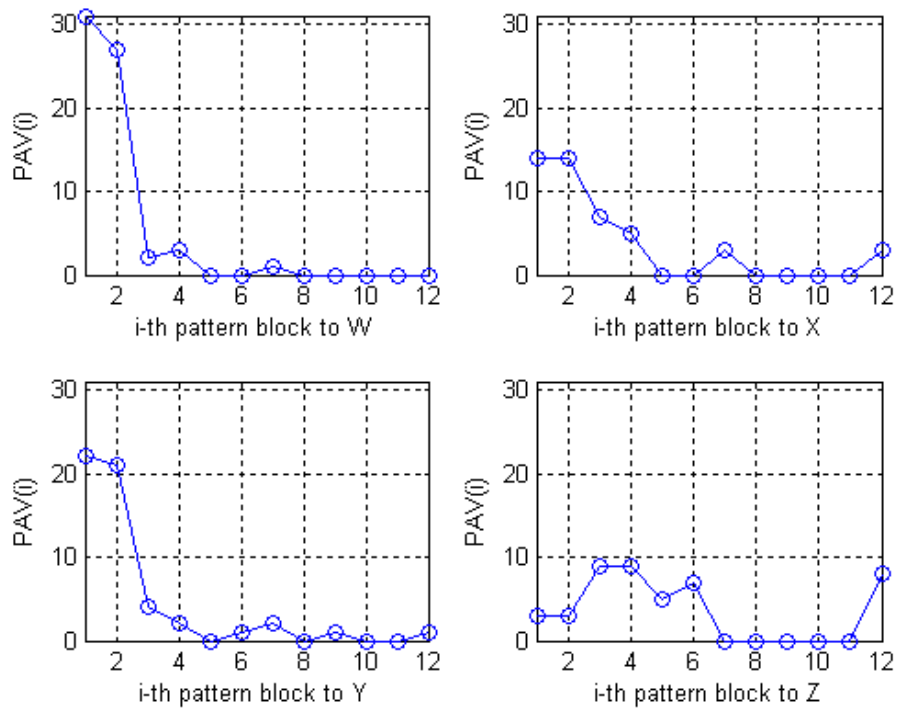 30
20
10
0
PAV(i)
2 4 6 8 10 12
i-th pattern block to W
30
20
10
0
PAV(i)
2 4 6 8 10 12
i-th pattern block to X
30
20
10
0
PAV(i)
2 4 6 8 10 12
i-th pattern block to Y
30
20
10
0
PAV(i)
2 4 6 8 10 12
i-th pattern block to Z